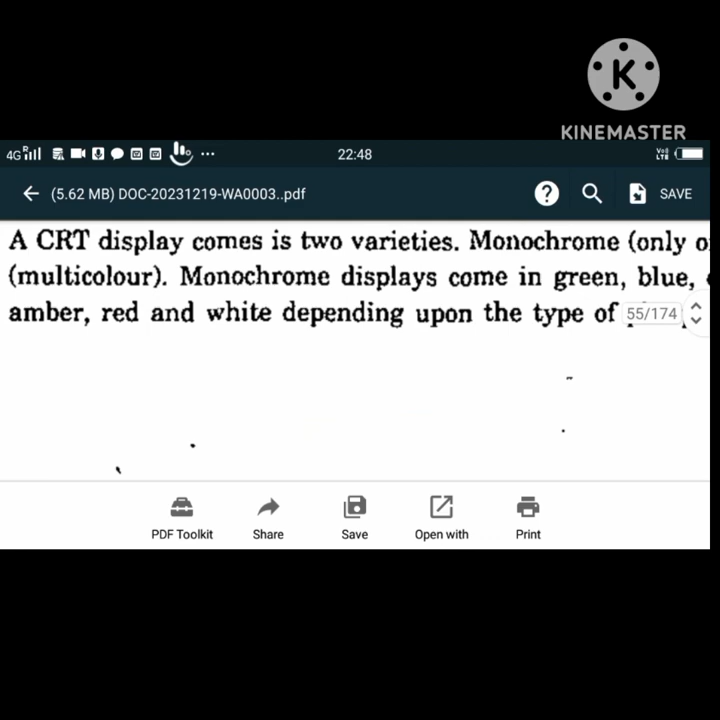 KINEMASTER
4G R 22:48 VoD LTE
← (5.62 MB) DOC-20231219-WA0003..pdf ? SAVE
A CRT display comes is two varieties. Monochrome (only o
(multicolour). Monochrome displays come in green, blue,
amber, red and white depending upon the type of
55/174
PDF Toolkit Share Save Open with Print